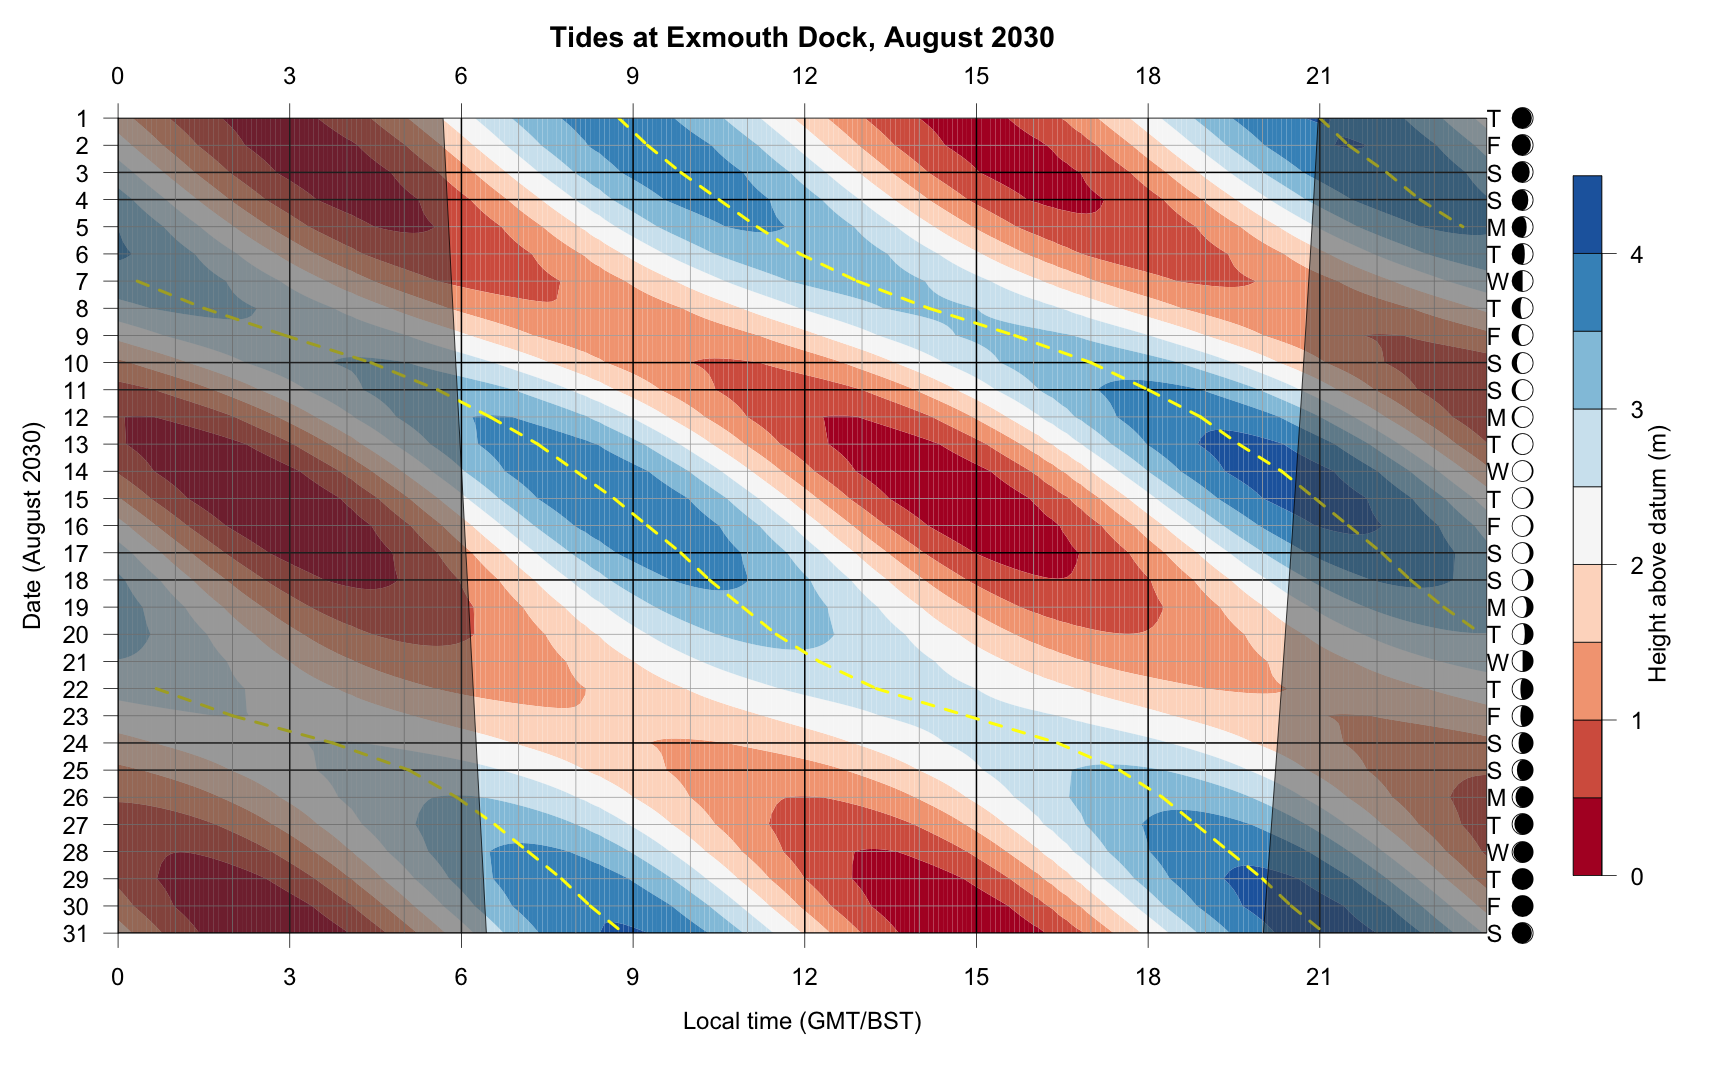 Tides at Exmouth Dock, August 2030
0 3 6 9 12 15 18 21
1 T
2 F
3 S
4 S
5 M
6 T
7 W
8 T
9 F
10 S
11 S
12 M
13 T
14 W
15 T
16 F
17 S
18 S
19 M
20 T
21 W
22 T
23 F
24 S
25 S
26 M
27 T
28 W
29 T
30 F
31 S
0 3 6 9 12 15 18 21
Local time (GMT/BST)
Date (August 2030)
4
3
2
1
0
Height above datum (m)